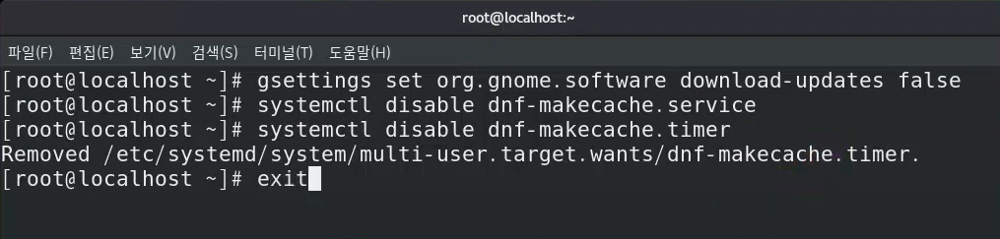 root@localhost:~
파일(F) 편집(E) 보기(V) 검색(S) 터미널(T) 도움말(H)
[root@localhost ~]# gsettings set org.gnome.software download-updates false
[root@localhost ~]# systemctl disable dnf-makecache.service
[root@localhost ~]# systemctl disable dnf-makecache.timer
Removed /etc/systemd/system/multi-user.target.wants/dnf-makecache.timer.
[root@localhost ~]# exit